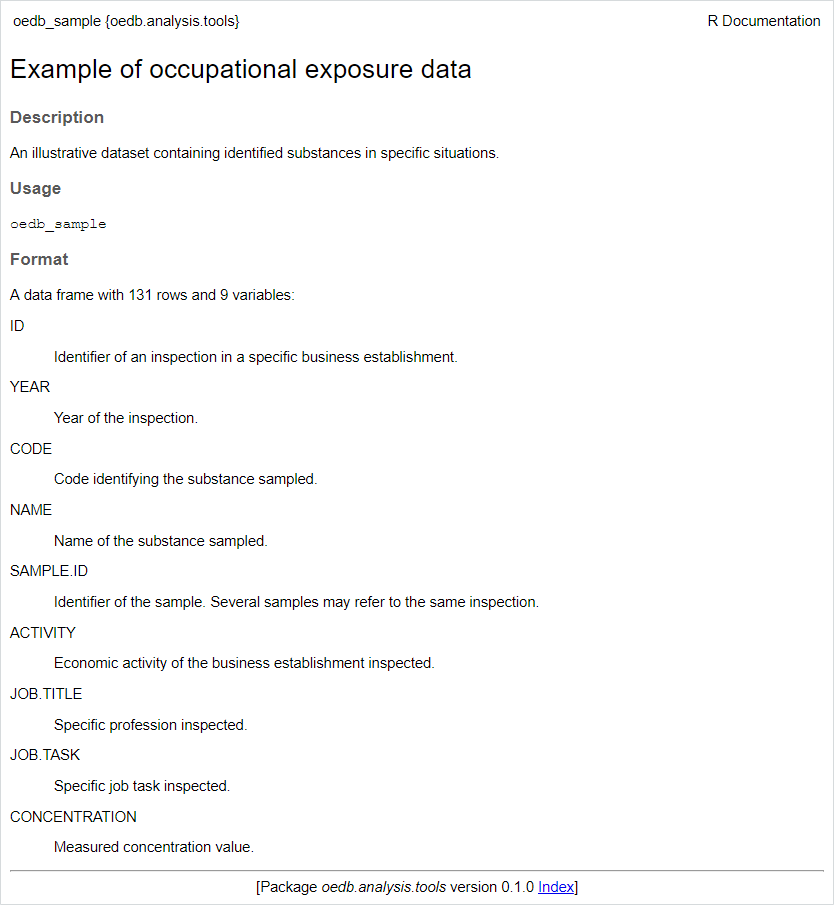 oedb_sample {oedb.analysis.tools} R Documentation
Example of occupational exposure data
Description
An illustrative dataset containing identified substances in specific situations.
Usage
oedb_sample
Format
A data frame with 131 rows and 9 variables:
ID
Identifier of an inspection in a specific business establishment.
YEAR
Year of the inspection.
CODE
Code identifying the substance sampled.
NAME
Name of the substance sampled.
SAMPLE.ID
Identifier of the sample. Several samples may refer to the same inspection.
ACTIVITY
Economic activity of the business establishment inspected.
JOB.TITLE
Specific profession inspected.
JOB.TASK
Specific job task inspected.
CONCENTRATION
Measured concentration value.
[Package oedb.analysis.tools version 0.1.0 Index]